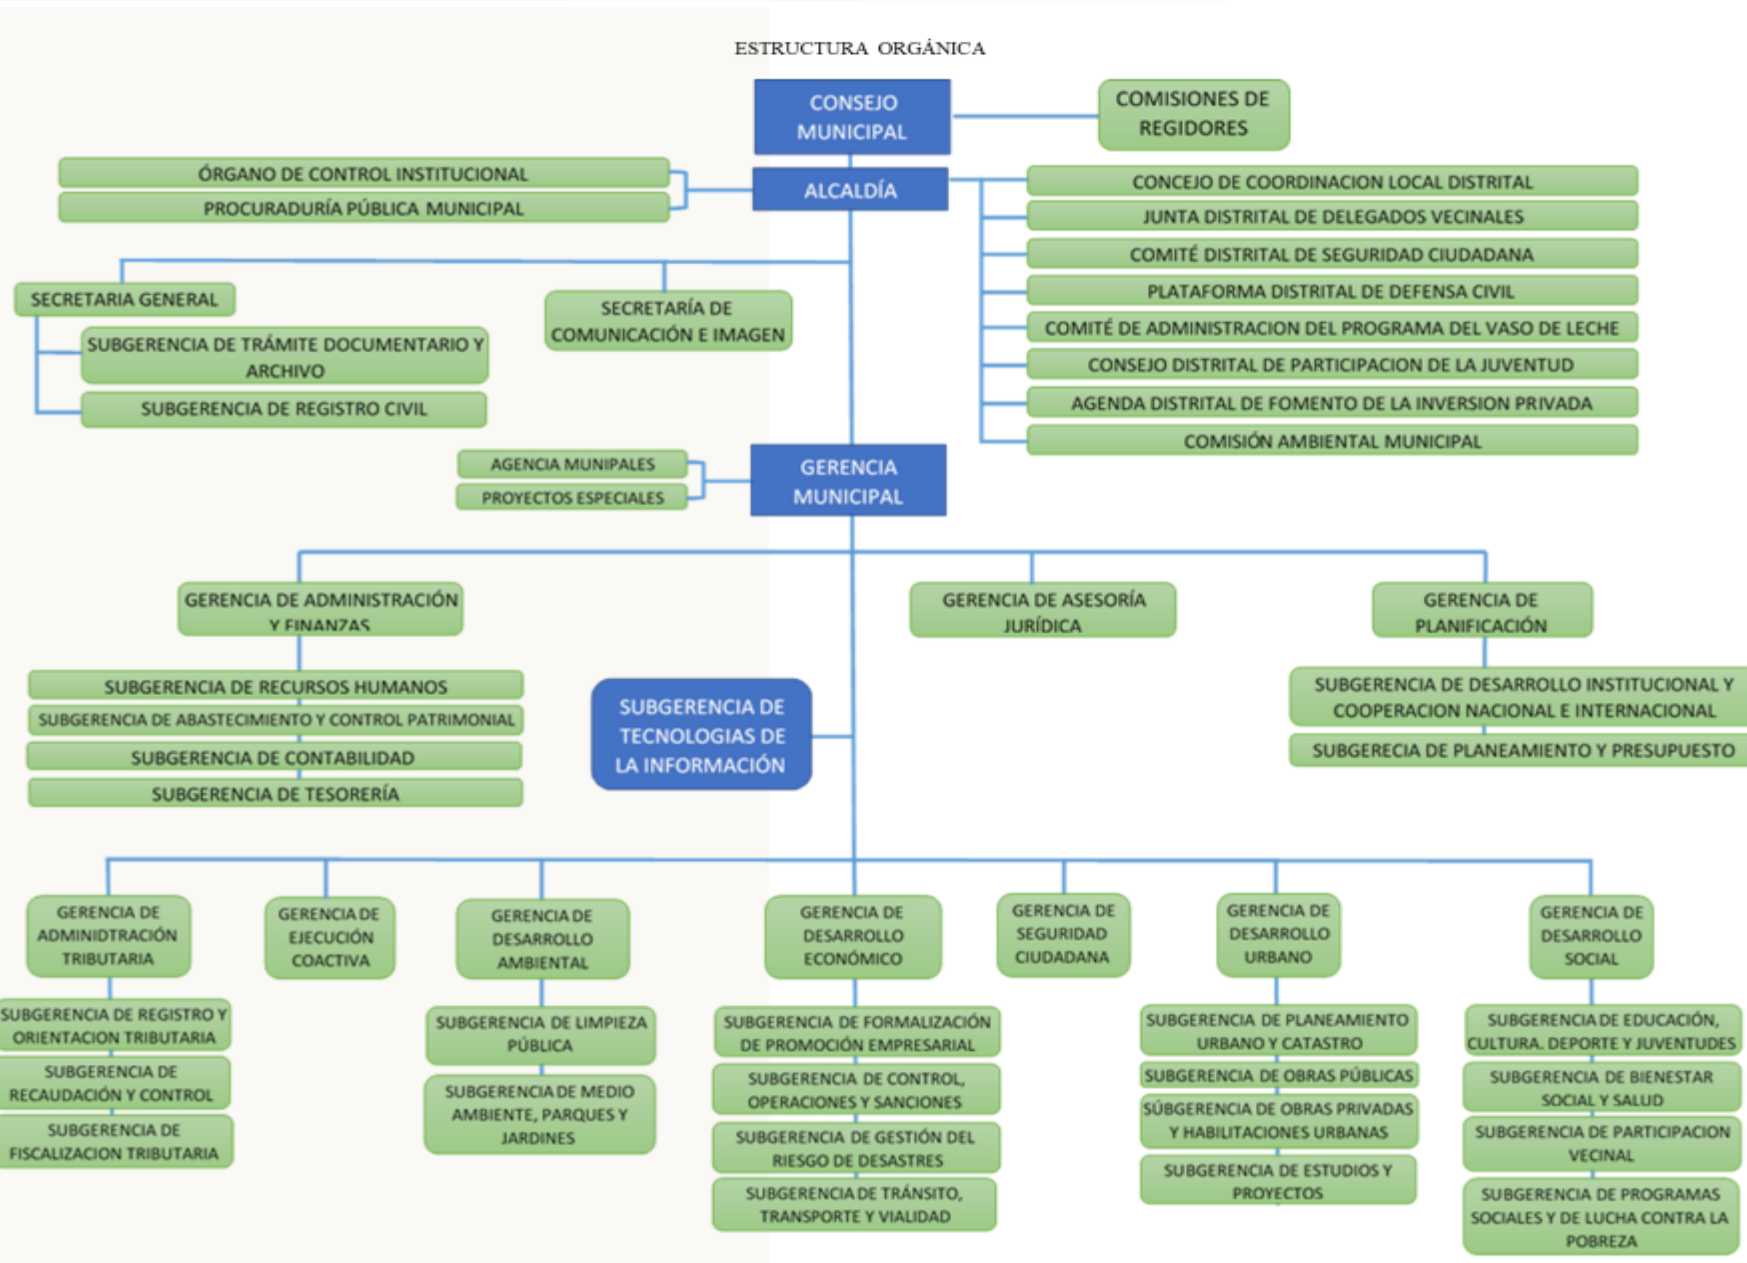 ESTRUCTURA ORGÁNICA
CONSEJO
MUNICIPAL
COMISIONES DE
REGIDORES
ÓRGANO DE CONTROL INSTITUCIONAL
PROCURADURÍA PÚBLICA MUNICIPAL
ALCALDÍA
CONCEJO DE COORDINACION LOCAL DISTRITAL
JUNTA DISTRITAL DE DELEGADOS VECINALES
COMITÉ DISTRITAL DE SEGURIDAD CIUDADANA
PLATAFORMA DISTRITAL DE DEFENSA CIVIL
COMITÉ DE ADMINISTRACION DEL PROGRAMA DEL VASO DE LECHE
CONSEJO DISTRITAL DE PARTICIPACION DE LA JUVENTUD
AGENDA DISTRITAL DE FOMENTO DE LA INVERSION PRIVADA
COMISIÓN AMBIENTAL MUNICIPAL
SECRETARIA GENERAL
SUBGERENCIA DE TRÁMITE DOCUMENTARIO Y
ARCHIVO
SUBGERENCIA DE REGISTRO CIVIL
SECRETARÍA DE
COMUNICACIÓN E IMAGEN
AGENCIA MUNIPALES
PROYECTOS ESPECIALES
GERENCIA
MUNICIPAL
GERENCIA DE ADMINISTRACIÓN
Y FINANZAS
SUBGERENCIA DE RECURSOS HUMANOS
SUBGERENCIA DE ABASTECIMIENTO Y CONTROL PATRIMONIAL
SUBGERENCIA DE CONTABILIDAD
SUBGERENCIA DE TESORERÍA
SUBGERENCIA DE
TECNOLOGIAS DE
LA INFORMACIÓN
GERENCIA DE ASESORÍA
JURÍDICA
GERENCIA DE
PLANIFICACIÓN
SUBGERENCIA DE DESARROLLO INSTITUCIONAL Y
COOPERACION NACIONAL E INTERNACIONAL
SUBGERECIA DE PLANEAMIENTO Y PRESUPUESTO
GERENCIA DE
ADMINIDTRACIÓN
TRIBUTARIA
SUBGERENCIA DE REGISTRO Y
ORIENTACION TRIBUTARIA
SUBGERENCIA DE
RECAUDACIÓN Y CONTROL
SUBGERENCIA DE
FISCALIZACION TRIBUTARIA
GERENCIA DE
EJECUCIÓN
COACTIVA
GERENCIA DE
DESARROLLO
AMBIENTAL
SUBGERENCIA DE LIMPIEZA
PÚBLICA
SUBGERENCIA DE MEDIO
AMBIENTE, PARQUES Y
JARDINES
GERENCIA DE
DESARROLLO
ECONÓMICO
SUBGERENCIA DE FORMALIZACIÓN
DE PROMOCIÓN EMPRESARIAL
SUBGERENCIA DE CONTROL,
OPERACIONES Y SANCIONES
SUBGERENCIA DE GESTIÓN DEL
RIESGO DE DESASTRES
SUBGERENCIA DE TRÁNSITO,
TRANSPORTE Y VIALIDAD
GERENCIA DE
SEGURIDAD
CIUDADANA
GERENCIA DE
DESARROLLO
URBANO
SUBGERENCIA DE PLANEAMIENTO
URBANO Y CATASTRO
SUBGERENCIA DE OBRAS PÚBLICAS
SÚBGERENCIA DE OBRAS PRIVADAS
Y HABILITACIONES URBANAS
SUBGERENCIA DE ESTUDIOS Y
PROYECTOS
GERENCIA DE
DESARROLLO
SOCIAL
SUBGERENCIA DE EDUCACIÓN,
CULTURA. DEPORTE Y JUVENTUDES
SUBGERENCIA DE BIENESTAR
SOCIAL Y SALUD
SUBGERENCIA DE PARTICIPACION
VECINAL
SUBGERENCIA DE PROGRAMAS
SOCIALES Y DE LUCHA CONTRA LA
POBREZA